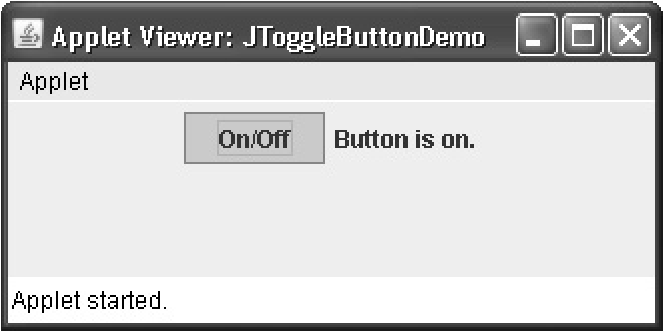 Applet Viewer: JToggleButtonDemo
Applet
On/Off Button is on.
Applet started.